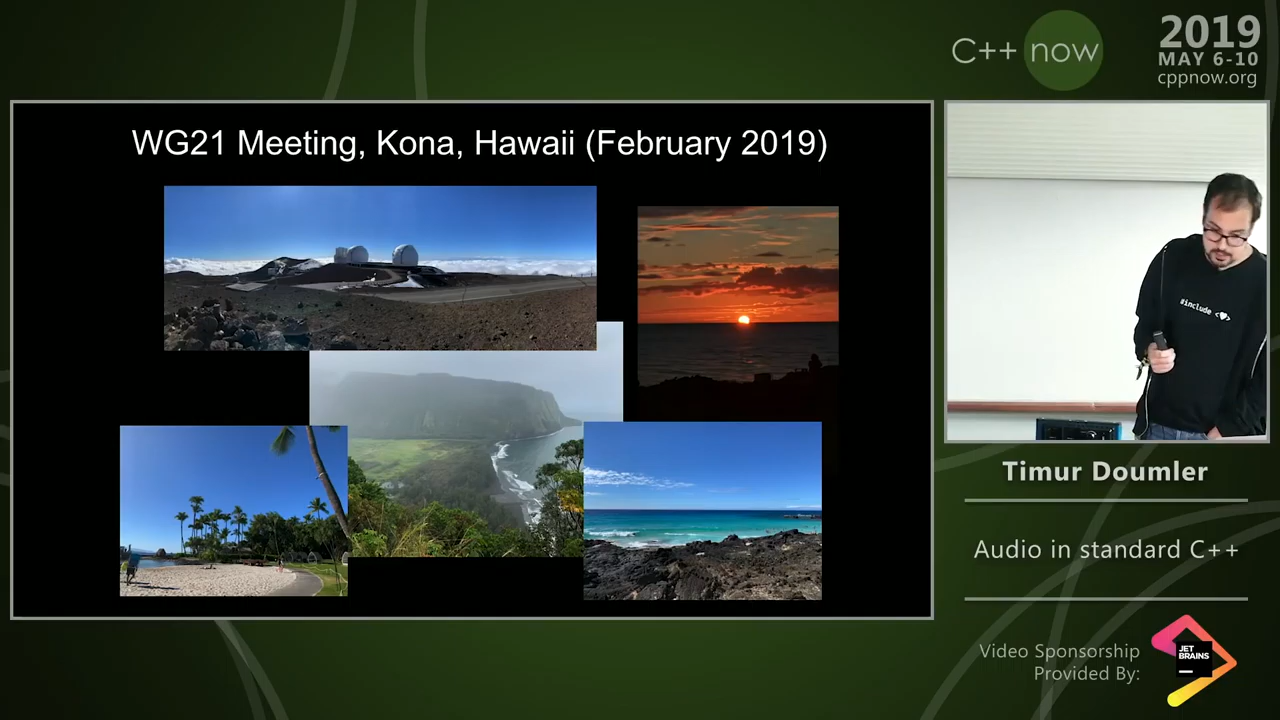 C++ now
2019
MAY 6-10
cppnow.org
WG21 Meeting, Kona, Hawaii (February 2019)
#include <♥>
Timur Doumler
Audio in standard C++
Video Sponsorship
Provided By:
JET
BRAINS